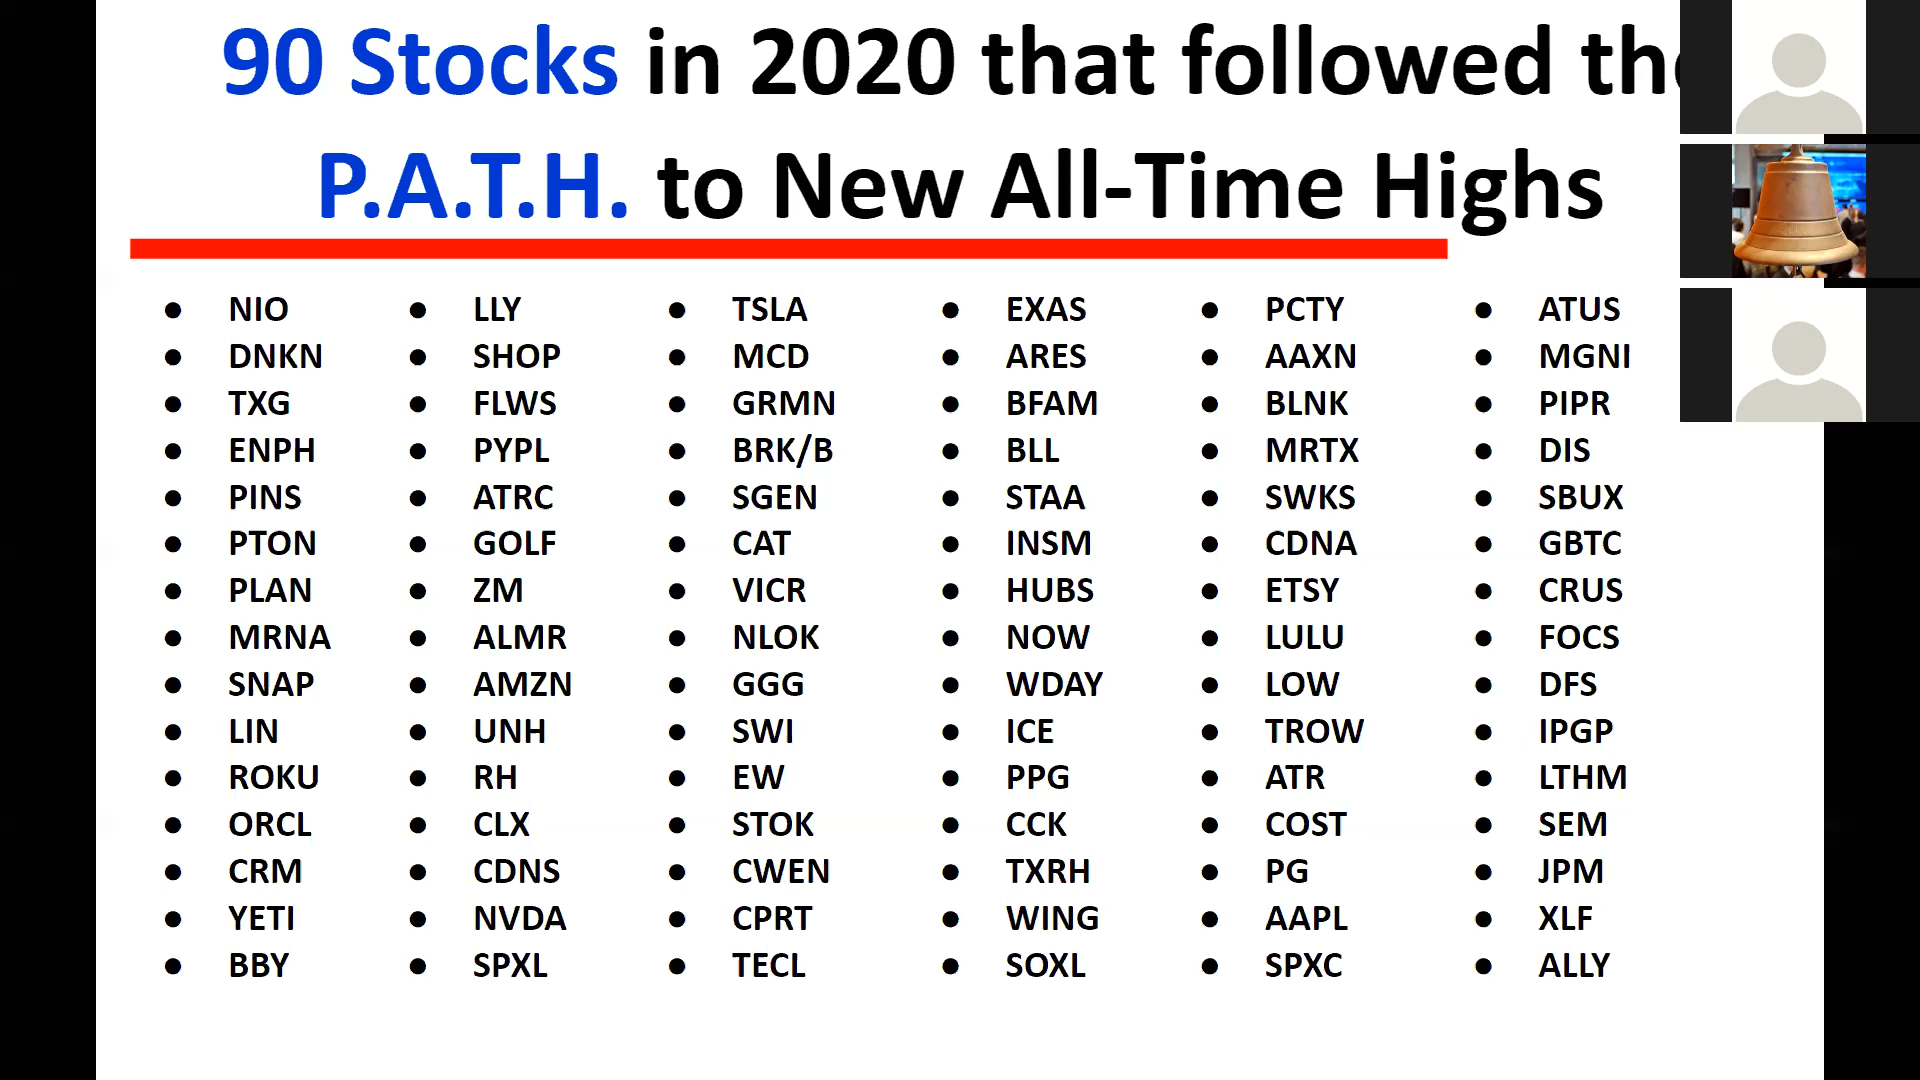 90 Stocks in 2020 that followed the
P.A.T.H. to New All-Time Highs
● NIO
● DNKN
● TXG
● ENPH
● PINS
● PTON
● PLAN
● MRNA
● SNAP
● LIN
● ROKU
● ORCL
● CRM
● YETI
● BBY
● LLY
● SHOP
● FLWS
● PYPL
● ATRC
● GOLF
● ZM
● ALMR
● AMZN
● UNH
● RH
● CLX
● CDNS
● NVDA
● SPXL
● TSLA
● MCD
● GRMN
● BRK/B
● SGEN
● CAT
● VICR
● NLOK
● GGG
● SWI
● EW
● STOK
● CWEN
● CPRT
● TECL
● EXAS
● ARES
● BFAM
● BLL
● STAA
● INSM
● HUBS
● NOW
● WDAY
● ICE
● PPG
● CCK
● TXRH
● WING
● SOXL
● PCTY
● AAXN
● BLNK
● MRTX
● SWKS
● CDNA
● ETSY
● LULU
● LOW
● TROW
● ATR
● COST
● PG
● AAPL
● SPXC
● ATUS
● MGNI
● PIPR
● DIS
● SBUX
● GBTC
● CRUS
● FOCS
● DFS
● IPGP
● LTHM
● SEM
● JPM
● XLF
● ALLY